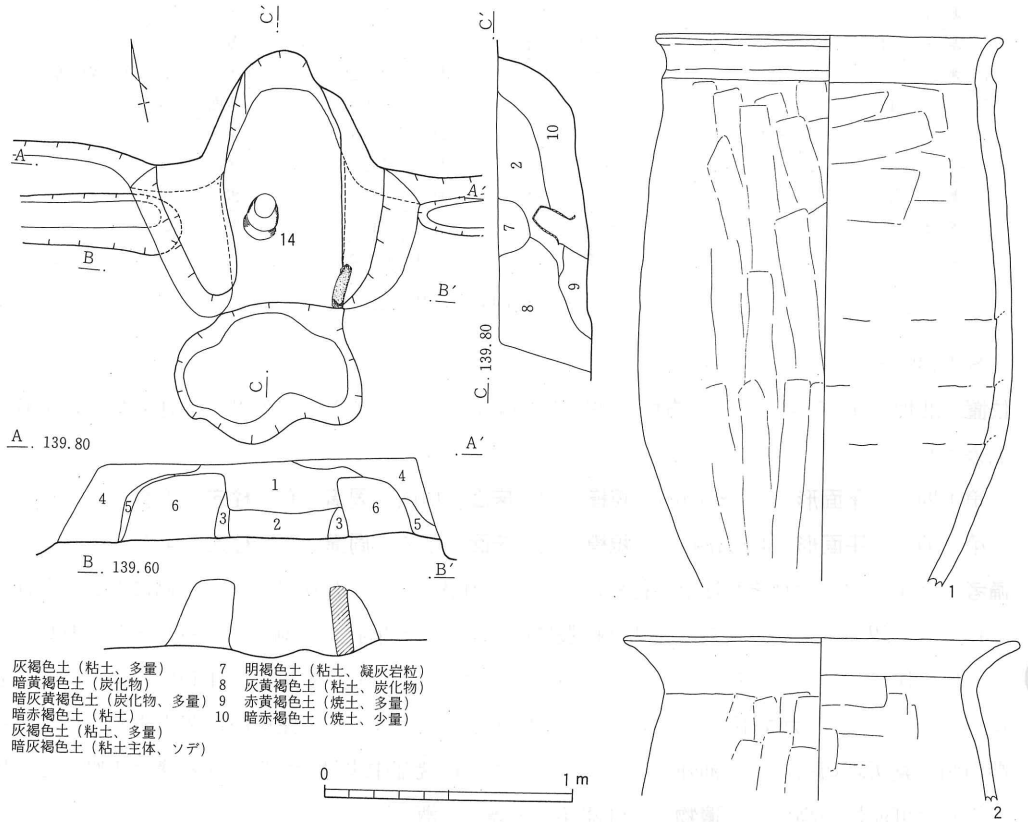 C′
C′
A
A′
14
B
B′
C
10
2
7
9
8
C 139.80
A . 139.80
A′
1
4
4
5
6
3
2
3
6
5
B . 139.60
B′
灰褐色土（粘土、多量）
暗黄褐色土（炭化物）
暗灰黄褐色土（炭化物、多量）
暗赤褐色土（粘土）
灰褐色土（粘土、多量）
暗灰褐色土（粘土主体、ソデ）
7 明褐色土（粘土、凝灰岩粒）
8 灰黄褐色土（粘土、炭化物）
9 赤黄褐色土（焼土、多量）
10 暗赤褐色土（焼土、少量）
0 1 m
1
2